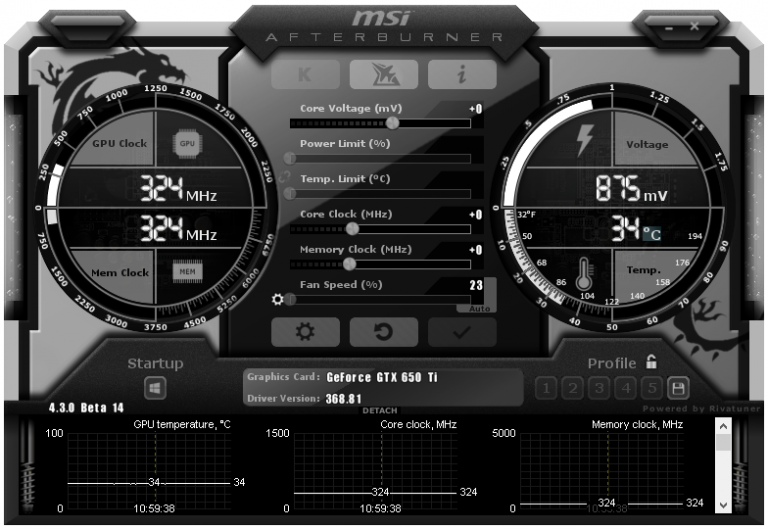 msi
AFTERBURNER
K
i
Core Voltage (mV) +0
Power Limit (%)
Temp. Limit (°C)
Core Clock (MHz) +0
Memory Clock (MHz) +0
Fan Speed (%) 23
Auto
0 250 500 750 1000 1250 1500 1750 2000 2250
GPU Clock
GPU
324 MHz
324 MHz
Mem Clock
MEM
0 750 1500 2250 3000 3750 4500 5250 6000 6750
0 .25 .5 .75 1 1.25 1.5 1.75
Voltage
875 mV
34 °C
Temp.
32°F 50 68 86 104 122 140 158 176 194
0 10 20 30 40 50 60 70 80 90
Startup
Graphics Card: GeForce GTX 650 Ti
Driver Version: 368.81
Profile
1 2 3 4 5
4.3.0 Beta 14
DETACH
Powered by Rivatuner
GPU temperature, °C
100
34
34
0
10:59:38
Core clock, MHz
1500
324
324
0
10:59:38
Memory clock, MHz
5000
324
324
0
10:59:38